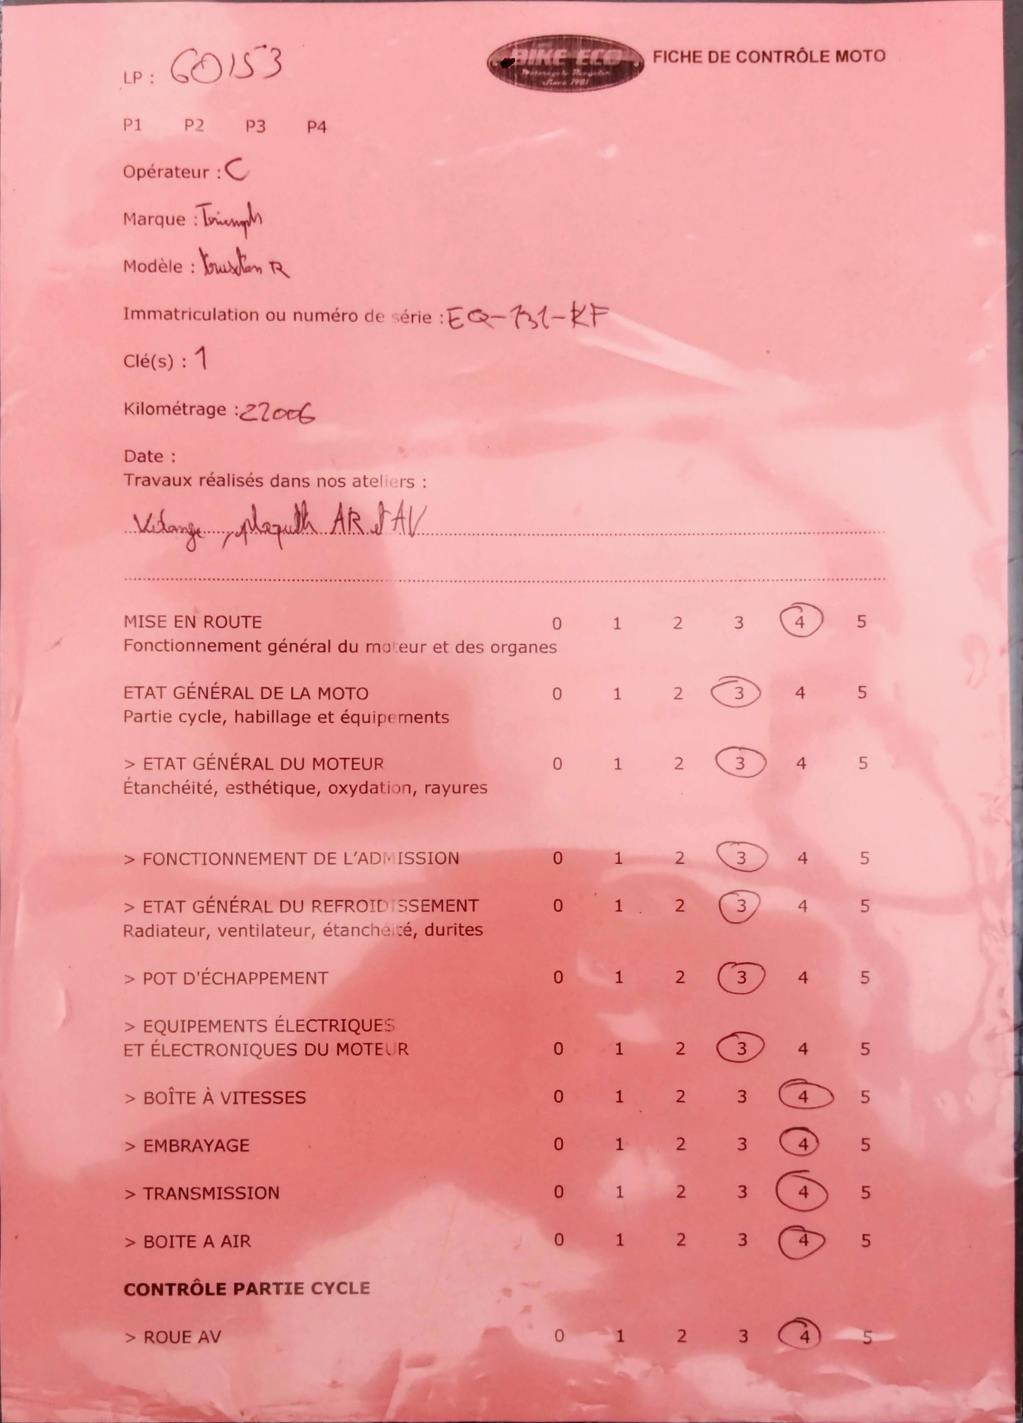 LP : 60153
BIKE ECO
FICHE DE CONTRÔLE MOTO
P1 P2 P3 P4
Opérateur : C
Marque : Triumph
Modèle : truxton R
Immatriculation ou numéro de série : EQ-731-KF
Clé(s) : 1
Kilométrage : 22006
Date :
Travaux réalisés dans nos ateliers :
Vidange, plaquette AR et AV
MISE EN ROUTE 0 1 2 3 4 5
Fonctionnement général du moteur et des organes
ETAT GÉNÉRAL DE LA MOTO 0 1 2 3 4 5
Partie cycle, habillage et équipements
> ETAT GÉNÉRAL DU MOTEUR 0 1 2 3 4 5
Étanchéité, esthétique, oxydation, rayures
> FONCTIONNEMENT DE L'ADMISSION 0 1 2 3 4 5
> ETAT GÉNÉRAL DU REFROIDISSEMENT 0 1 2 3 4 5
Radiateur, ventilateur, étanchéité, durites
> POT D'ÉCHAPPEMENT 0 1 2 3 4 5
> EQUIPEMENTS ÉLECTRIQUES
ET ÉLECTRONIQUES DU MOTEUR 0 1 2 3 4 5
> BOÎTE À VITESSES 0 1 2 3 4 5
> EMBRAYAGE 0 1 2 3 4 5
> TRANSMISSION 0 1 2 3 4 5
> BOITE A AIR 0 1 2 3 4 5
CONTRÔLE PARTIE CYCLE
> ROUE AV 0 1 2 3 4 5